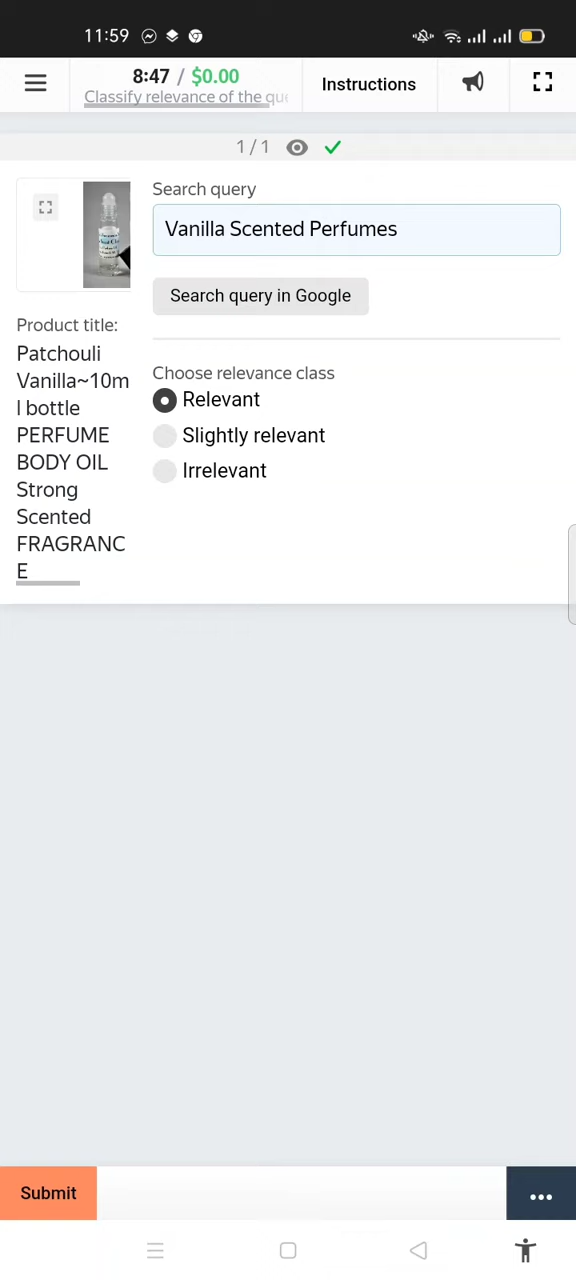 11:59
8:47 / $0.00
Classify relevance of the que
Instructions
1 / 1
Search query
Vanilla Scented Perfumes
Search query in Google
Product title:
Patchouli
Vanilla~10m
l bottle
PERFUME
BODY OIL
Strong
Scented
FRAGRANC
E
Choose relevance class
Relevant
Slightly relevant
Irrelevant
Submit